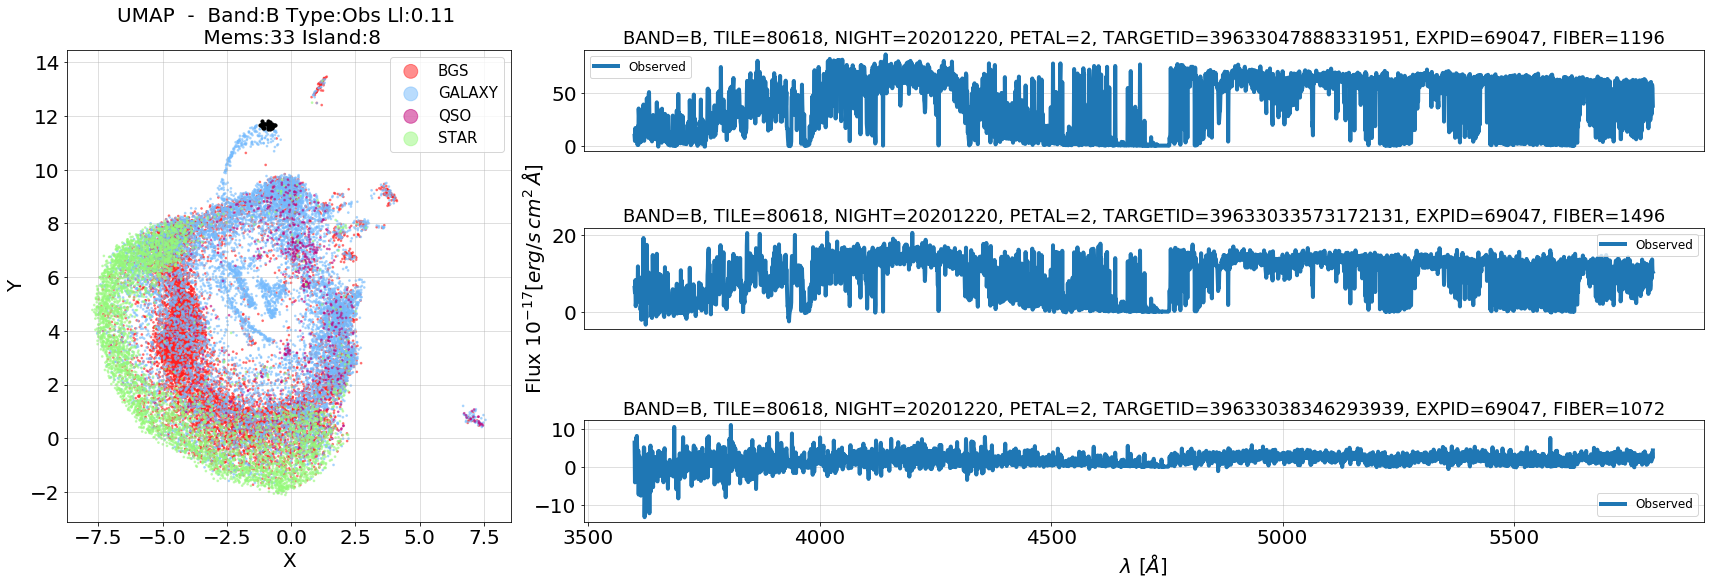 UMAP  -  Band:B Type:Obs Ll:0.11
Mems:33 Island:8
14
12
10
8
6
4
2
0
−2
Y
−7.5
−5.0
−2.5
0.0
2.5
5.0
7.5
X
BGS
GALAXY
QSO
STAR
Flux 10⁻¹⁷[erg/s cm² Å]
BAND=B, TILE=80618, NIGHT=20201220, PETAL=2, TARGETID=39633047888331951, EXPID=69047, FIBER=1196
50
0
Observed
BAND=B, TILE=80618, NIGHT=20201220, PETAL=2, TARGETID=39633033573172131, EXPID=69047, FIBER=1496
20
0
Observed
BAND=B, TILE=80618, NIGHT=20201220, PETAL=2, TARGETID=39633038346293939, EXPID=69047, FIBER=1072
10
0
−10
Observed
3500
4000
4500
5000
5500
λ [Å]